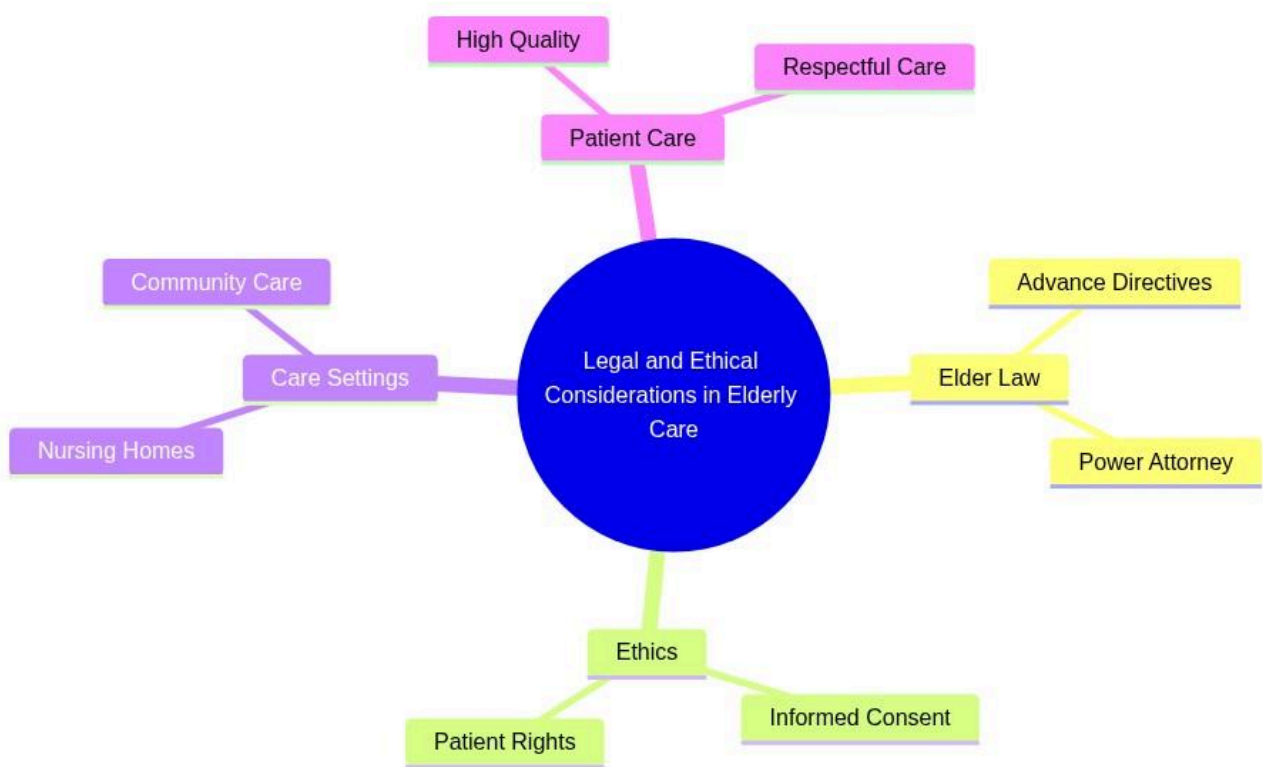 High Quality
Respectful Care
Patient Care
Community Care
Advance Directives
Legal and Ethical
Considerations in Elderly
Care
Care Settings
Elder Law
Nursing Homes
Power Attorney
Ethics
Informed Consent
Patient Rights